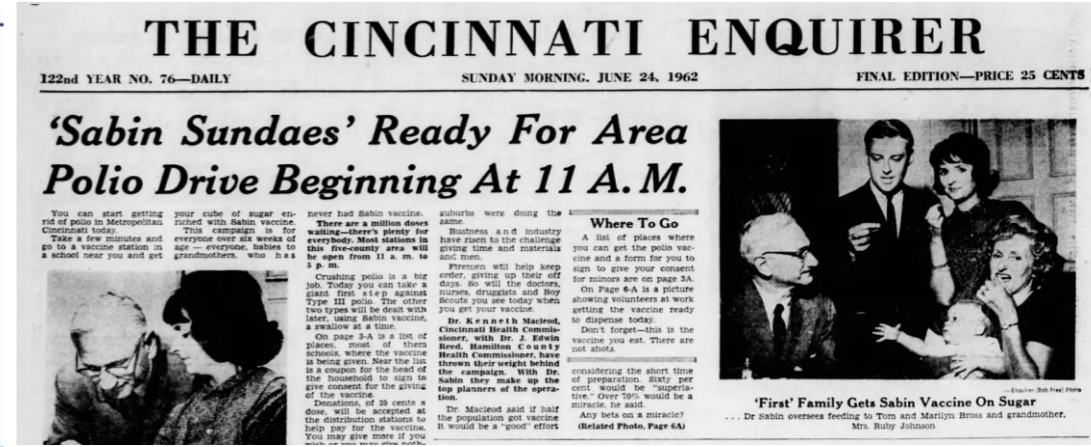 THE CINCINNATI ENQUIRER
122nd YEAR NO. 76—DAILY
SUNDAY MORNING, JUNE 24, 1962
FINAL EDITION—PRICE 25 CENTS
'Sabin Sundaes' Ready For Area
Polio Drive Beginning At 11 A. M.
You can start getting
rid of polio in Metropolitan
Cincinnati today.
Take a few minutes and
go to a vaccine station in
a school near you and get
your cube of sugar en-
riched with Sabin vaccine.
This campaign is for
everyone over six weeks of
age — everyone, babies to
grandmothers, who has
never had Sabin vaccine.
There are a million doses
waiting—there's plenty for
everybody. Most stations in
this five-county area will
be open from 11 a. m. to
5 p. m.
Crushing polio is a big
job. Today you can take a
giant first step against
Type III polio. The other
two types will be dealt with
later, using Sabin vaccine,
a swallow at a time.
On page 3-A is a list of
places, most of them
schools, where the vaccine
is being given. Near the list
is a coupon for the head of
the household to sign to
give consent for the giving
of the vaccine.
Donations, of 25 cents a
dose, will be accepted at
the distribution stations to
help pay for the vaccine.
You may give more if you
suburbs were doing the
same.
Business and industry
have risen to the challenge
giving time and materials
and men.
Firemen will help keep
order, giving up their off
days. So will the doctors,
nurses, druggists and Boy
Scouts you see today when
you get your vaccine.
Dr. Kenneth Macleod,
Cincinnati Health Commis-
sioner, with Dr. J. Edwin
Reed, Hamilton County
Health Commissioner, have
thrown their weight behind
the campaign. With Dr.
Sabin they make up the
top planners of the opera-
tion.
Dr. Macleod said if half
the population got vaccine
it would be a "good" effort
Where To Go
A list of places where
you can get the polio vac-
cine and a form for you to
sign to give your consent
for minors are on page 3A.
On Page 6-A is a picture
showing volunteers at work
getting the vaccine ready
to dispense today.
Don't forget—this is the
vaccine you eat. There are
not shots.
considering the short time
of preparation. Sixty per
cent would be "superla-
tive." Over 70% would be a
miracle, he said.
Any bets on a miracle?
(Related Photo, Page 6A)
—Enquirer (Bob Free) Photo
'First' Family Gets Sabin Vaccine On Sugar
. . . Dr Sabin oversees feeding to Tom and Marilyn Bross and grandmother,
Mrs. Ruby Johnson